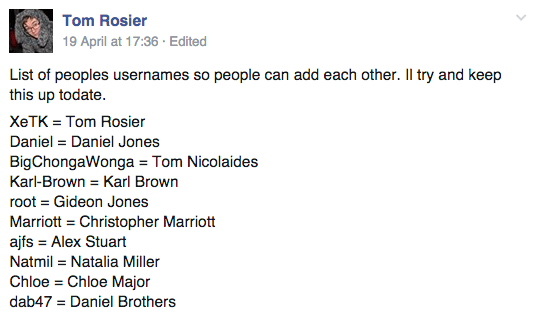 Tom Rosier
19 April at 17:36 · Edited
List of peoples usernames so people can add each other. Il try and keep
this up todate.
XeTK = Tom Rosier
Daniel = Daniel Jones
BigChongaWonga = Tom Nicolaides
Karl-Brown = Karl Brown
root = Gideon Jones
Marriott = Christopher Marriott
ajfs = Alex Stuart
Natmil = Natalia Miller
Chloe = Chloe Major
dab47 = Daniel Brothers